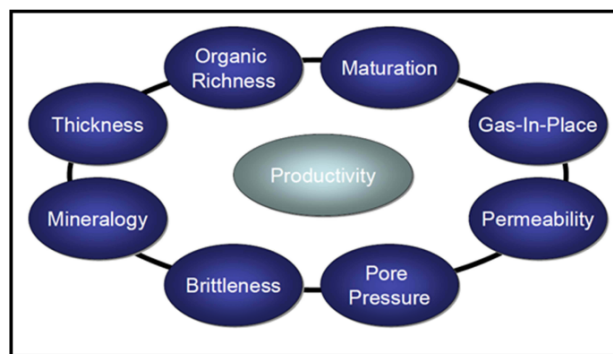 Organic
Richness
Maturation
Thickness
Gas-In-Place
Productivity
Mineralogy
Permeability
Brittleness
Pore
Pressure